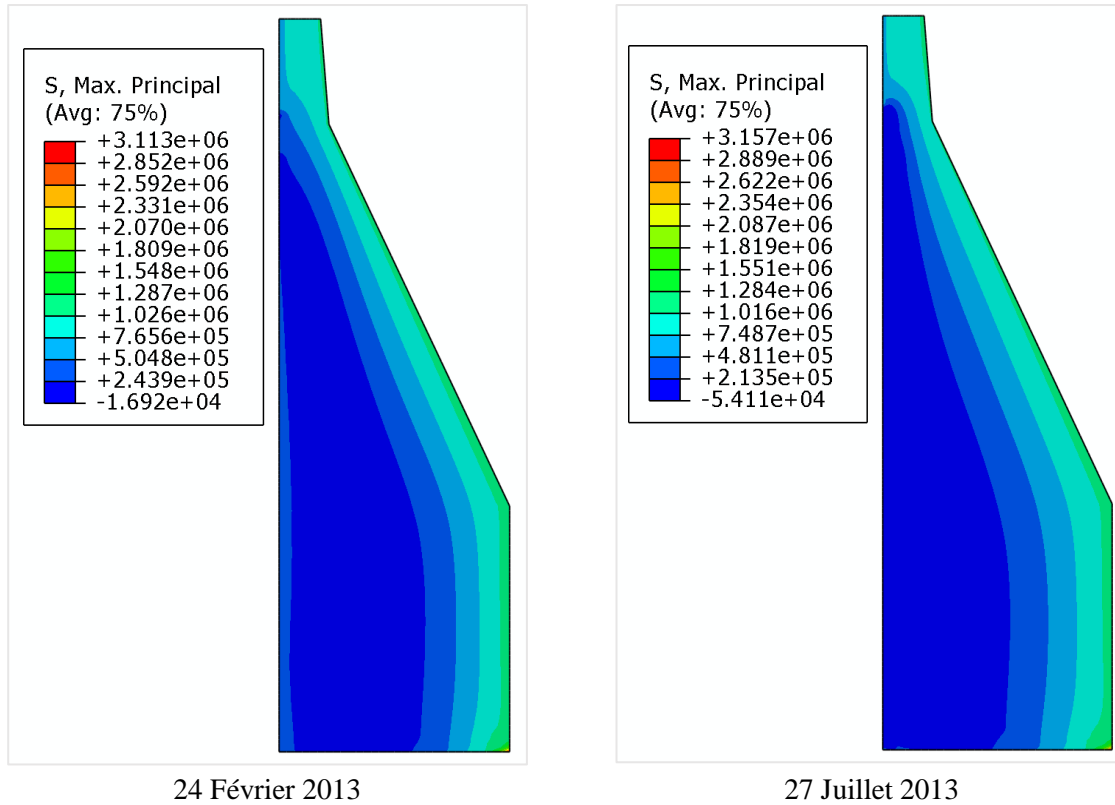 S, Max. Principal
(Avg: 75%)
+3.113e+06
+2.852e+06
+2.592e+06
+2.331e+06
+2.070e+06
+1.809e+06
+1.548e+06
+1.287e+06
+1.026e+06
+7.656e+05
+5.048e+05
+2.439e+05
-1.692e+04
24 Février 2013
S, Max. Principal
(Avg: 75%)
+3.157e+06
+2.889e+06
+2.622e+06
+2.354e+06
+2.087e+06
+1.819e+06
+1.551e+06
+1.284e+06
+1.016e+06
+7.487e+05
+4.811e+05
+2.135e+05
-5.411e+04
27 Juillet 2013